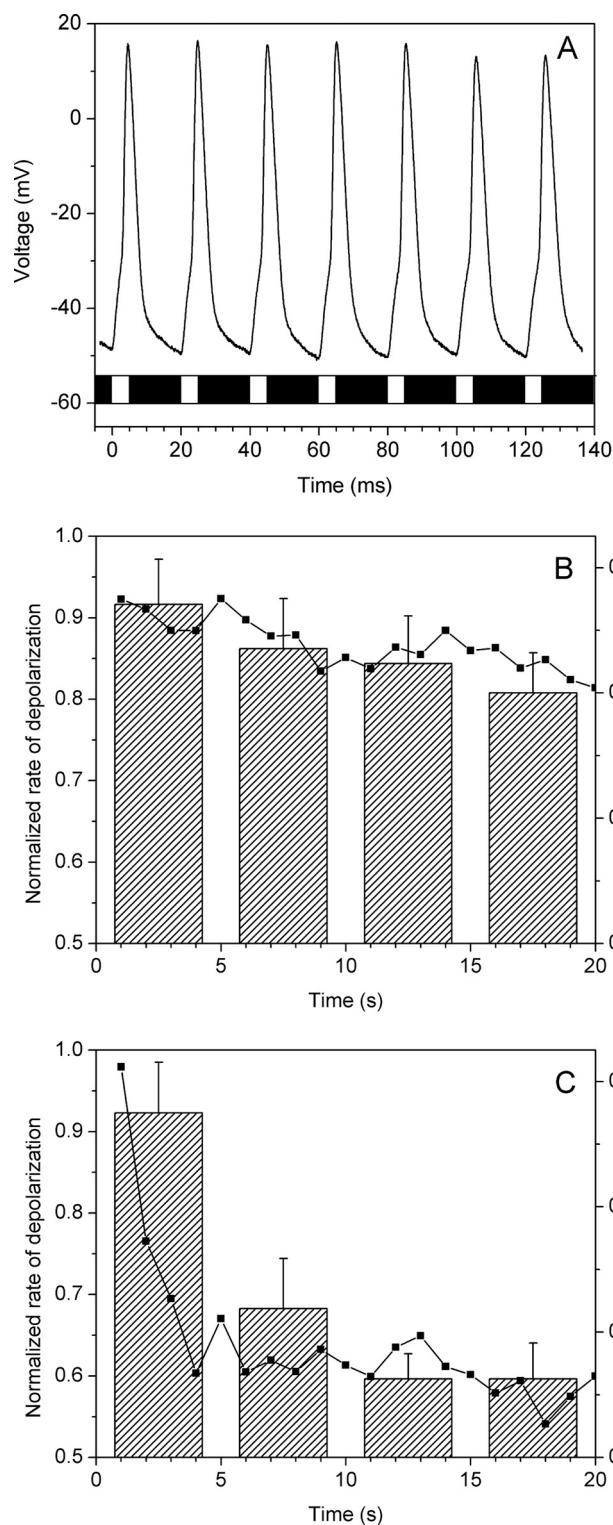 A
20
0
-20
-40
-60
Voltage (mV)
0 20 40 60 80 100 120 140
Time (ms)
B
1.0
0.9
0.8
0.7
0.6
0.5
Normalized rate of depolarization
0 5 10 15 20
Time (s)
C
1.0
0.9
0.8
0.7
0.6
0.5
Normalized rate of depolarization
0 5 10 15 20
Time (s)